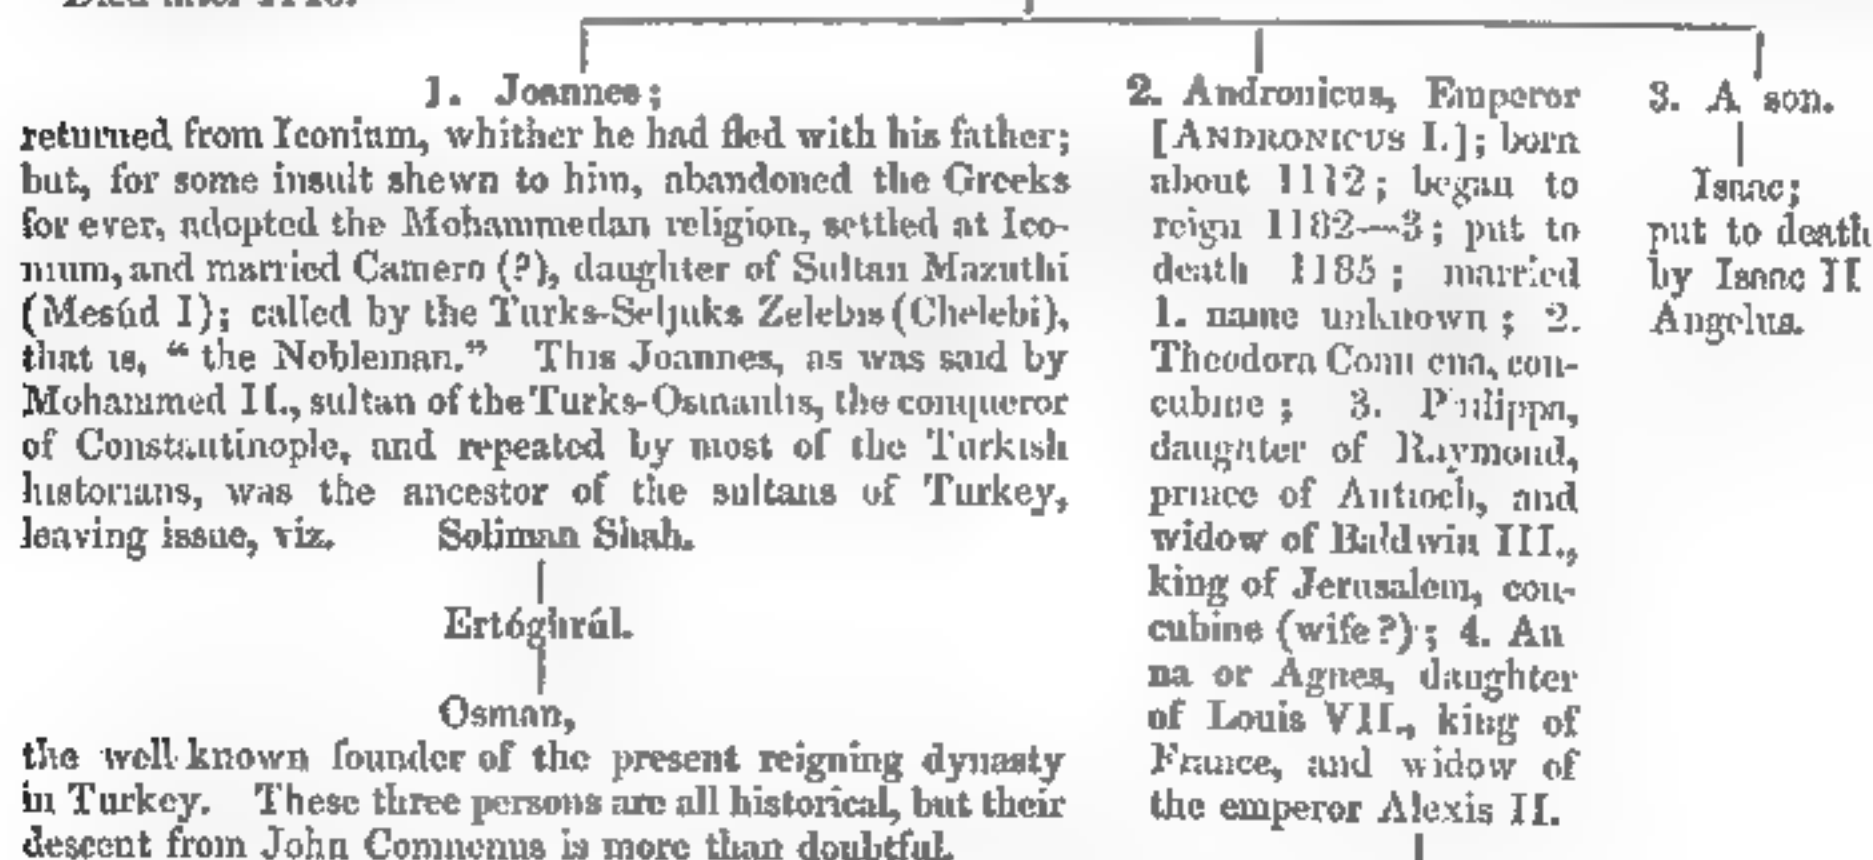 1. Joannes;
returned from Iconium, whither he had fled with his father;
but, for some insult shewn to him, abandoned the Greeks
for ever, adopted the Mohammedan religion, settled at Ico-
nium, and married Camero (?), daughter of Sultan Mazuthi
(Mesúd I); called by the Turks-Seljuks Zelebis (Chelebi),
that is, “ the Nobleman.” This Joannes, as was said by
Mohammed II., sultan of the Turks-Osmanlis, the conqueror
of Constantinople, and repeated by most of the Turkish
historians, was the ancestor of the sultans of Turkey,
leaving issue, viz. Soliman Shah.
Ertóghrúl.
Osman,
the well-known founder of the present reigning dynasty
in Turkey. These three persons are all historical, but their
descent from John Comnenus is more than doubtful.
2. Andronicus, Emperor
[ANDRONICUS I.]; born
about 1112; began to
reign 1182—3; put to
death 1185; married
1. name unknown; 2.
Theodora Comnena, con-
cubine; 3. Philippa,
daughter of Raymond,
prince of Antioch, and
widow of Baldwin III.,
king of Jerusalem, con-
cubine (wife?); 4. An
na or Agnes, daughter
of Louis VII., king of
France, and widow of
the emperor Alexis II.
3. A son.
Isaac;
put to death
by Isaac II
Angelus.